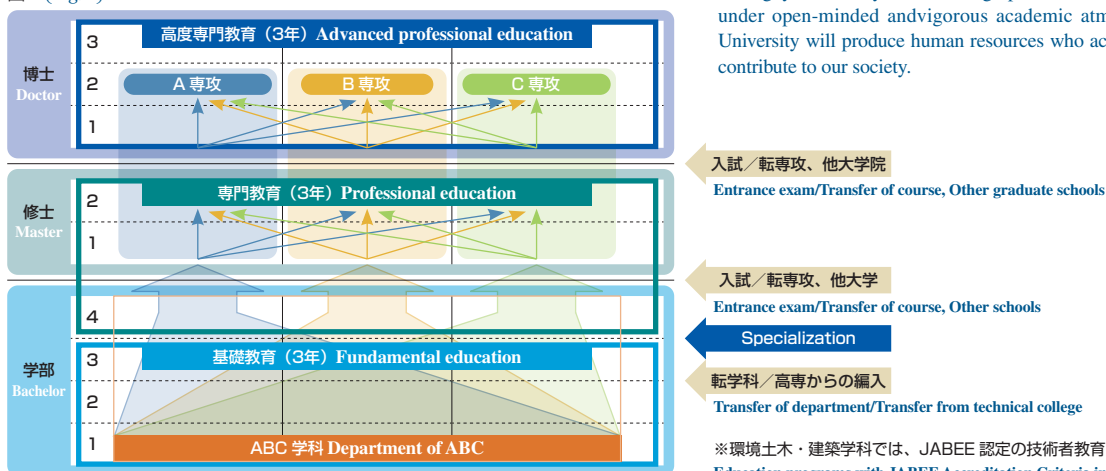 under open-minded andvigorous academic atm
University will produce human resources who ac
contribute to our society.
3
高度専門教育（3年）Advanced professional education
博士
Doctor
2
A 専攻
B 専攻
C 専攻
1
入試／転専攻、他大学院
Entrance exam/Transfer of course, Other graduate schools
2
専門教育（3年）Professional education
修士
Master
1
入試／転専攻、他大学
Entrance exam/Transfer of course, Other schools
4
Specialization
3
基礎教育（3年）Fundamental education
学部
Bachelor
転学科／高専からの編入
Transfer of department/Transfer from technical college
2
1
ABC 学科 Department of ABC
※環境土木・建築学科では、JABEE 認定の技術者教育